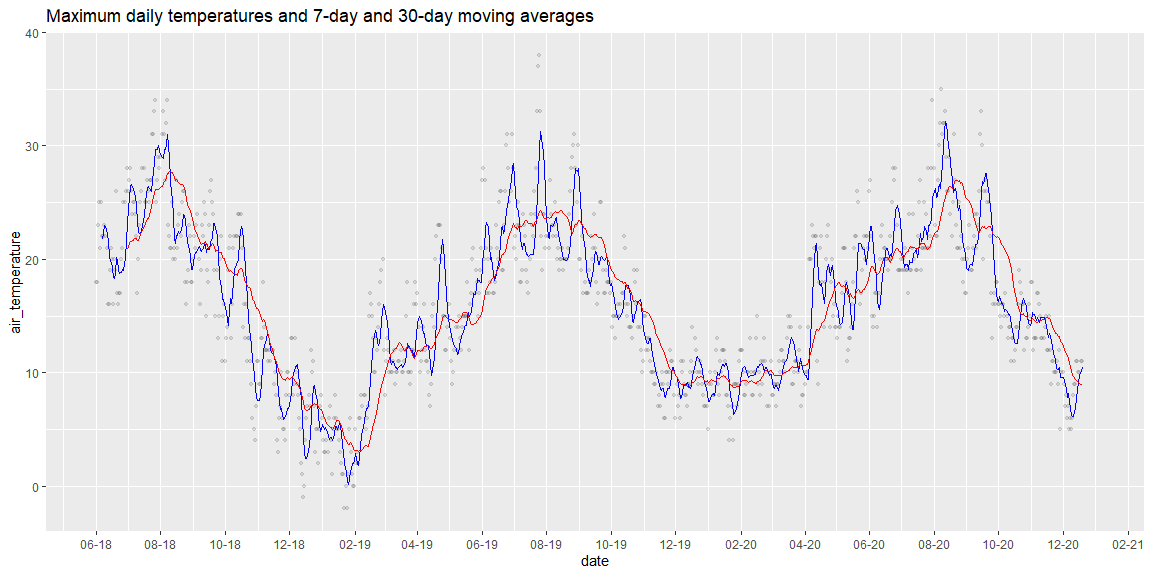 Maximum daily temperatures and 7-day and 30-day moving averages
air_temperature
40
30
20
10
0
06-18 08-18 10-18 12-18 02-19 04-19 06-19 08-19 10-19 12-19 02-20 04-20 06-20 08-20 10-20 12-20 02-21
date